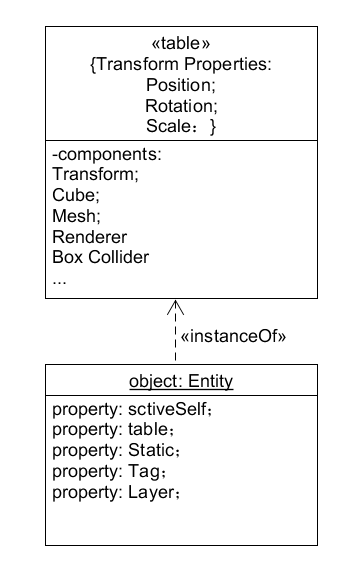 «table»
{Transform Properties:
Position;
Rotation;
Scale：}
-components:
Transform;
Cube;
Mesh;
Renderer
Box Collider
...
«instanceOf»
object: Entity
property: sctiveSelf；
property: table；
property: Static；
property: Tag；
property: Layer；